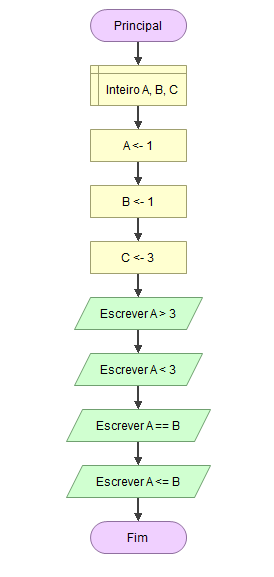 Principal
Inteiro A, B, C
A <- 1
B <- 1
C <- 3
Escrever A > 3
Escrever A < 3
Escrever A == B
Escrever A <= B
Fim